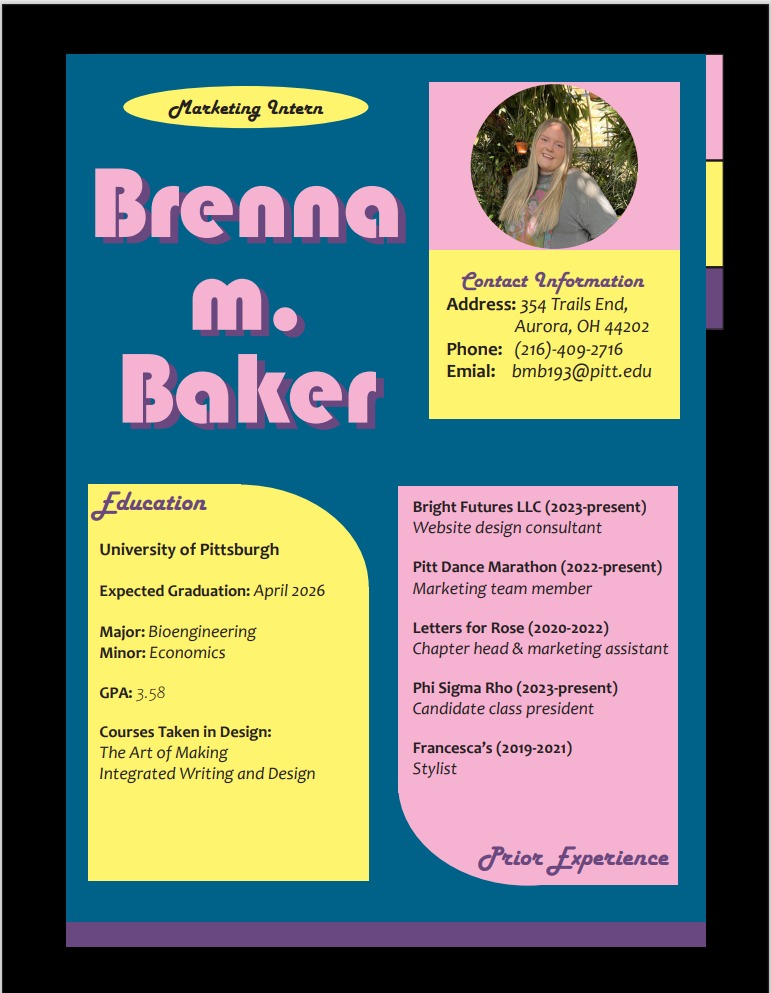 Marketing Intern
Brenna
m.
Baker
Contact Information
Address: 354 Trails End,
Aurora, OH 44202
Phone: (216)-409-2716
Emial: bmb193@pitt.edu
Education
University of Pittsburgh
Expected Graduation: April 2026
Major: Bioengineering
Minor: Economics
GPA: 3.58
Courses Taken in Design:
The Art of Making
Integrated Writing and Design
Bright Futures LLC (2023-present)
Website design consultant
Pitt Dance Marathon (2022-present)
Marketing team member
Letters for Rose (2020-2022)
Chapter head & marketing assistant
Phi Sigma Rho (2023-present)
Candidate class president
Francesca's (2019-2021)
Stylist
Prior Experience